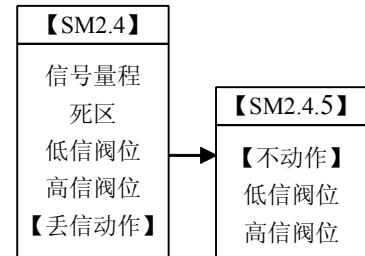 【SM2.4】
信号量程
死区
低信阀位
高信阀位
【丢信动作】
【SM2.4.5】
【不动作】
低信阀位
高信阀位